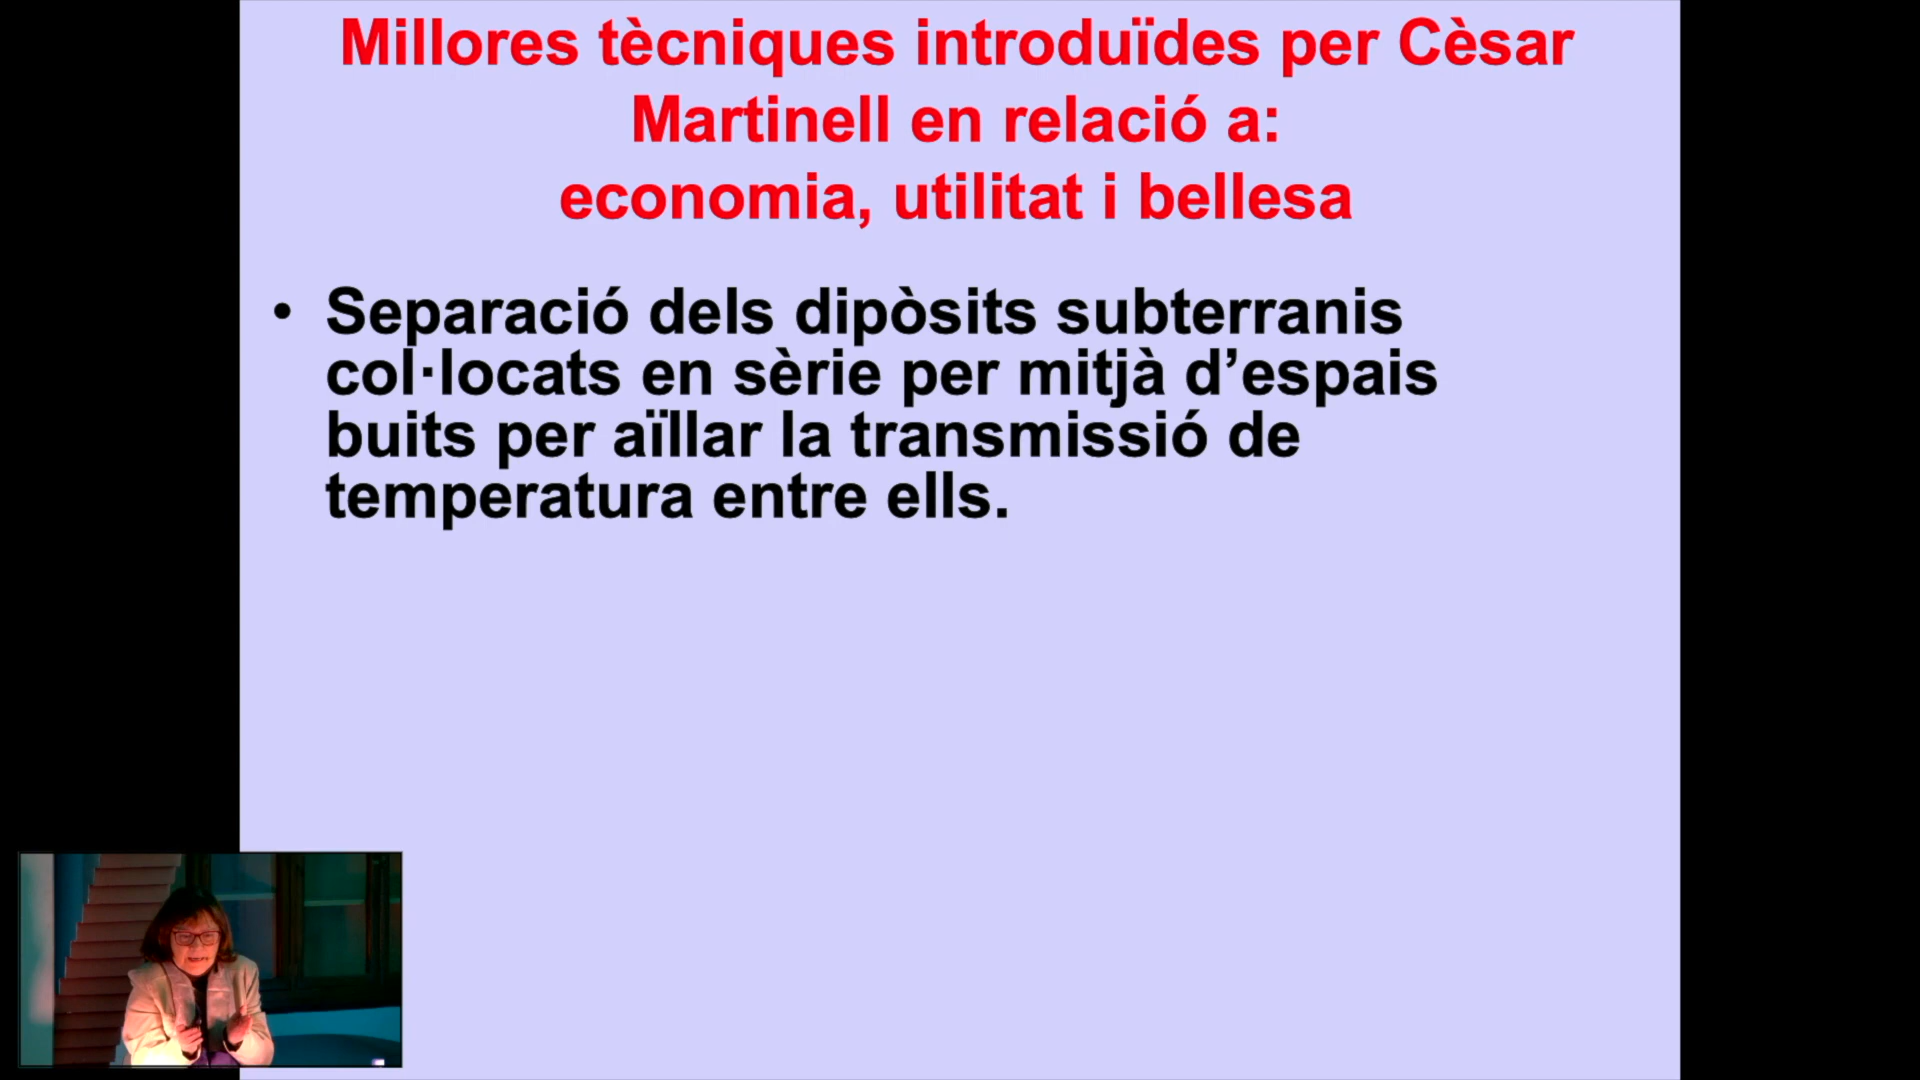 Millores tècniques introduïdes per Cèsar
Martinell en relació a:
economia, utilitat i bellesa
• Separació dels dipòsits subterranis
col·locats en sèrie per mitjà d’espais
buits per aïllar la transmissió de
temperatura entre ells.